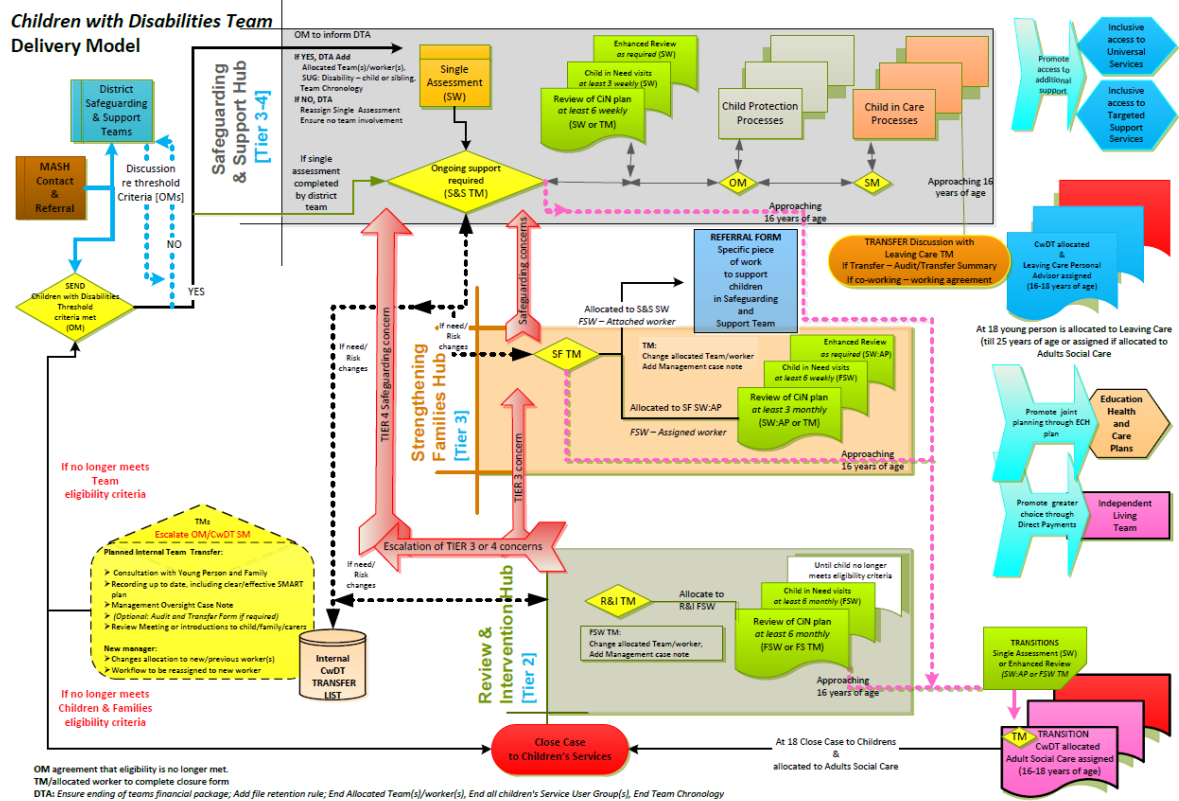 Children with Disabilities Team
Delivery Model
District
Safeguarding
& Support
Teams
MASH
Contact
&
Referral
Discussion
re threshold
Criteria [OMs]
NO
YES
SEND
Children with Disabilities
Threshold
criteria met
(OM)
Safeguarding
& Support Hub
[Tier 3-4]
OM to inform DTA
If YES, DTA Add
Allocated Team(s)/worker(s),
SUG: Disability – child or sibling,
Team Chronology
If NO, DTA
Reassign Single Assessment
Ensure no team involvement
If single
assessment
completed
by district
team
Single
Assessment
(SW)
Ongoing support
required
(S&S TM)
Enhanced Review
as required (SW)
Child in Need visits
at least 3 weekly (SW)
Review of CiN plan
at least 6 weekly
(SW or TM)
Child Protection
Processes
Child in Care
Processes
OM
SM
Approaching 16
years of age
Approaching
16 years of age
Promote
access to
additional
support
Inclusive
access to
Universal
Services
Inclusive
access to
Targeted
Support
Services
TRANSFER Discussion with
Leaving Care TM
If Transfer – Audit/Transfer Summary
If co-working – working agreement
CwDT allocated
&
Leaving Care Personal
Advisor assigned
(16-18 years of age)
At 18 young person is allocated to Leaving Care
(till 25 years of age or assigned if allocated to
Adults Social Care
REFERRAL FORM
Specific piece
of work
to support
children
in Safeguarding
and
Support Team
TIER 4 Safeguarding concern
Safeguarding concerns
TIER 3 concern
Escalation of TIER 3 or 4 concerns
If need/
Risk
changes
If need/
Risk
changes
If need/
Risk
changes
Strengthening
Families Hub
[Tier 3]
SF TM
Allocated to S&S SW
FSW – Attached worker
TM:
Change allocated Team/worker
Add Management case note
Allocated to SF SW:AP
FSW – Assigned worker
Enhanced Review
as required (SW:AP)
Child in Need visits
at least 6 weekly (FSW)
Review of CiN plan
at least 3 monthly
(SW:AP or TM)
Approaching
16 years of age
Promote joint
planning through ECH
plan
Education
Health
and
Care
Plans
Promote greater
choice through
Direct Payments
Independent
Living
Team
If no longer meets
Team
eligibility criteria
TMs
Escalate OM/CwDT SM
Planned Internal Team Transfer:
➤ Consultation with Young Person and Family
➤ Recording up to date, including clear/effective SMART
plan
➤ Management Oversight Case Note
➤ (Optional: Audit and Transfer Form if required)
➤ Review Meeting or introductions to child/family/carers
New manager:
➤ Changes allocation to new/previous worker(s)
➤ Workflow to be reassigned to new worker
Internal
CwDT
TRANSFER
LIST
If no longer meets
Children & Families
eligibility criteria
Review &
Intervention Hub
[Tier 2]
R&I TM
Allocate to
R&I FSW
FSW TM:
Change allocated Team/worker,
Add Management case note
Until child no longer
meets eligibility criteria
Child in Need visits
at least 6 monthly (FSW)
Review of CiN plan
at least 6 monthly
(FSW or FS TM)
Approaching
16 years of age
TRANSITIONS
Single Assessment (SW)
or Enhanced Review
(SW:AP or FSW TM
TM
TRANSITION
CwDT allocated
Adult Social Care assigned
(16-18 years of age)
Close Case
to Children's Services
At 18 Close Case to Childrens
&
allocated to Adults Social Care
OM agreement that eligibility is no longer met.
TM/allocated worker to complete closure form
DTA: Ensure ending of teams financial package; Add file retention rule; End Allocated Team(s)/worker(s), End all children's Service User Group(s), End Team Chronology